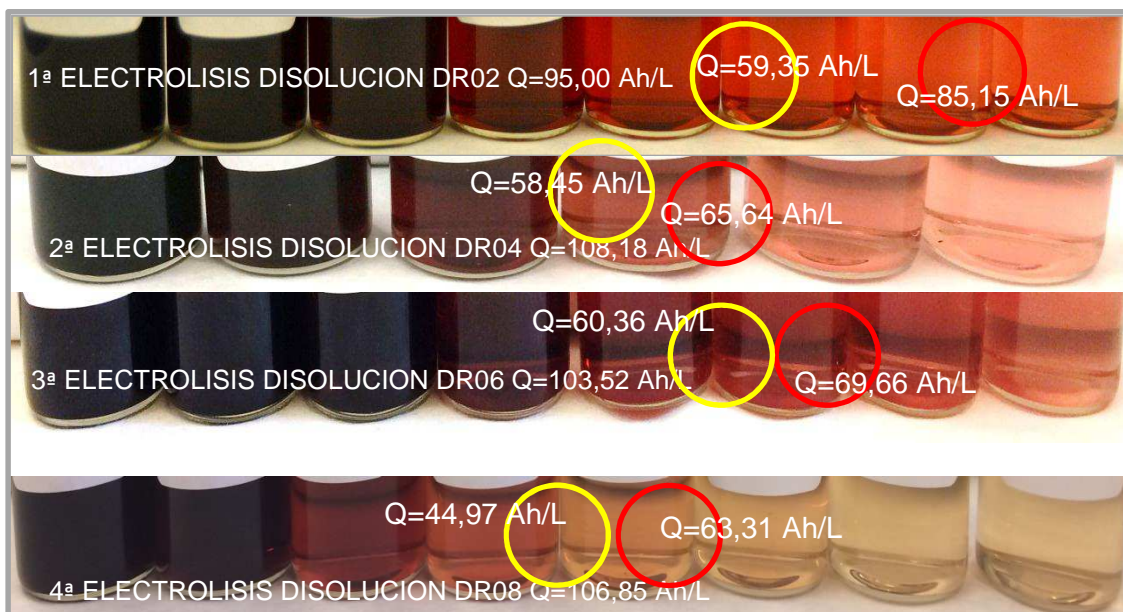 1ª ELECTROLISIS DISOLUCION DR02 Q=95,00 Ah/L
Q=59,35 Ah/L
Q=85,15 Ah/L
Q=58,45 Ah/L
Q=65,64 Ah/L
2ª ELECTROLISIS DISOLUCION DR04 Q=108,18 Ah/L
Q=60,36 Ah/L
3ª ELECTROLISIS DISOLUCION DR06 Q=103,52 Ah/L
Q=69,66 Ah/L
Q=44,97 Ah/L
Q=63,31 Ah/L
4ª ELECTROLISIS DISOLUCION DR08 Q=106,85 Ah/L